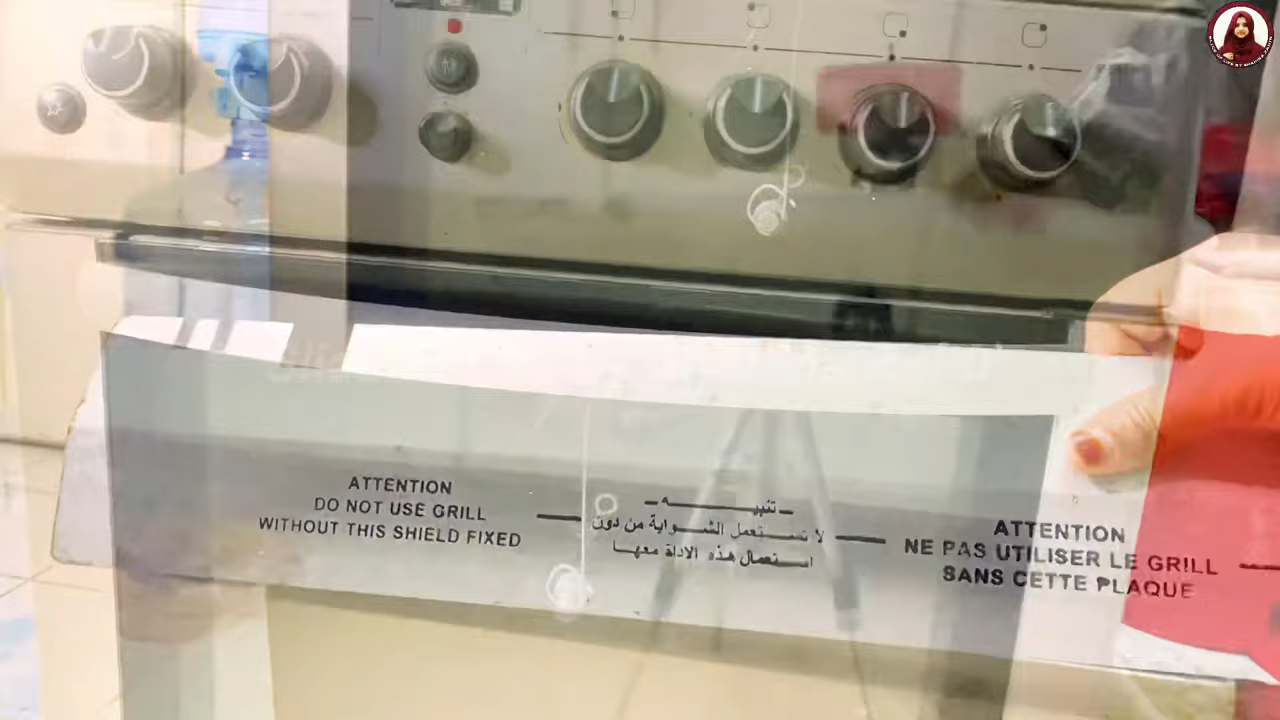 ATTENTION
DO NOT USE GRILL
WITHOUT THIS SHIELD FIXED
تنبيه
لا تستعمل الشواية من دون
استعمال هذه الاداة معها
ATTENTION
NE PAS UTILISER LE GRILL
SANS CETTE PLAQUE